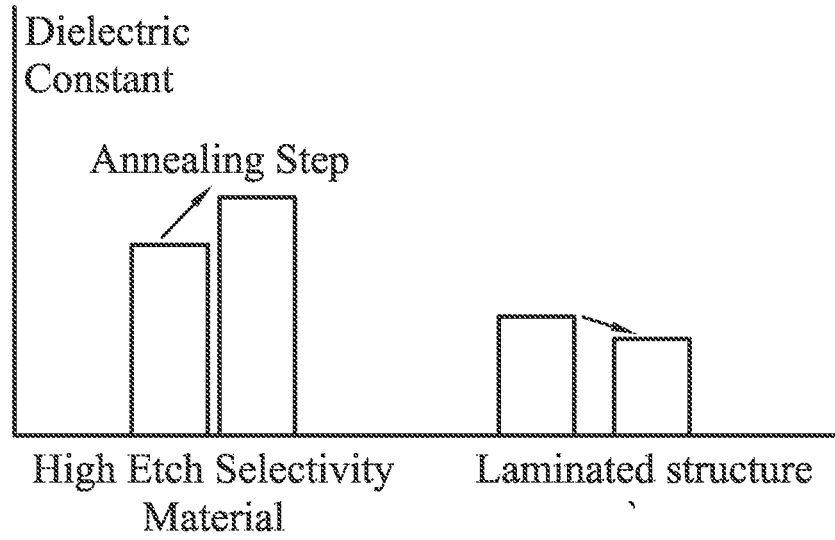 Dielectric
Constant
Annealing Step
High Etch Selectivity
Material
Laminated structure